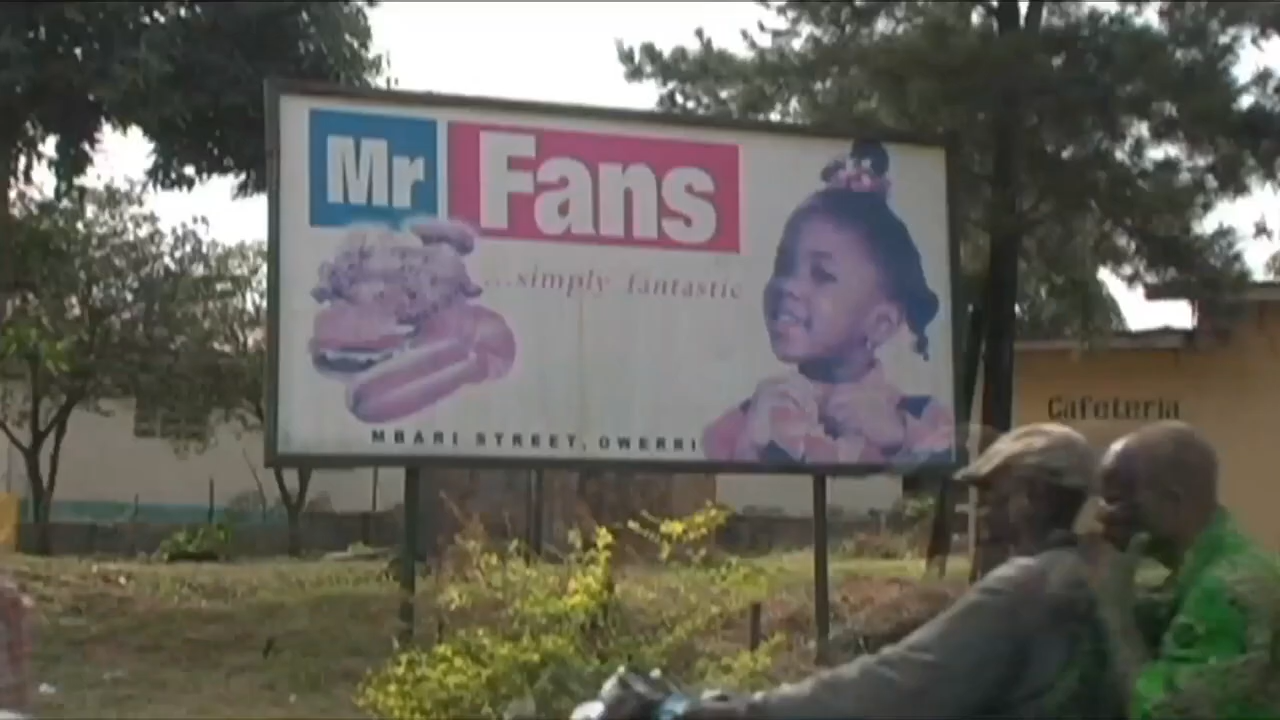 Mr Fans
...simply fantastic
MBARI STREET, OWERRI
Cafeteria